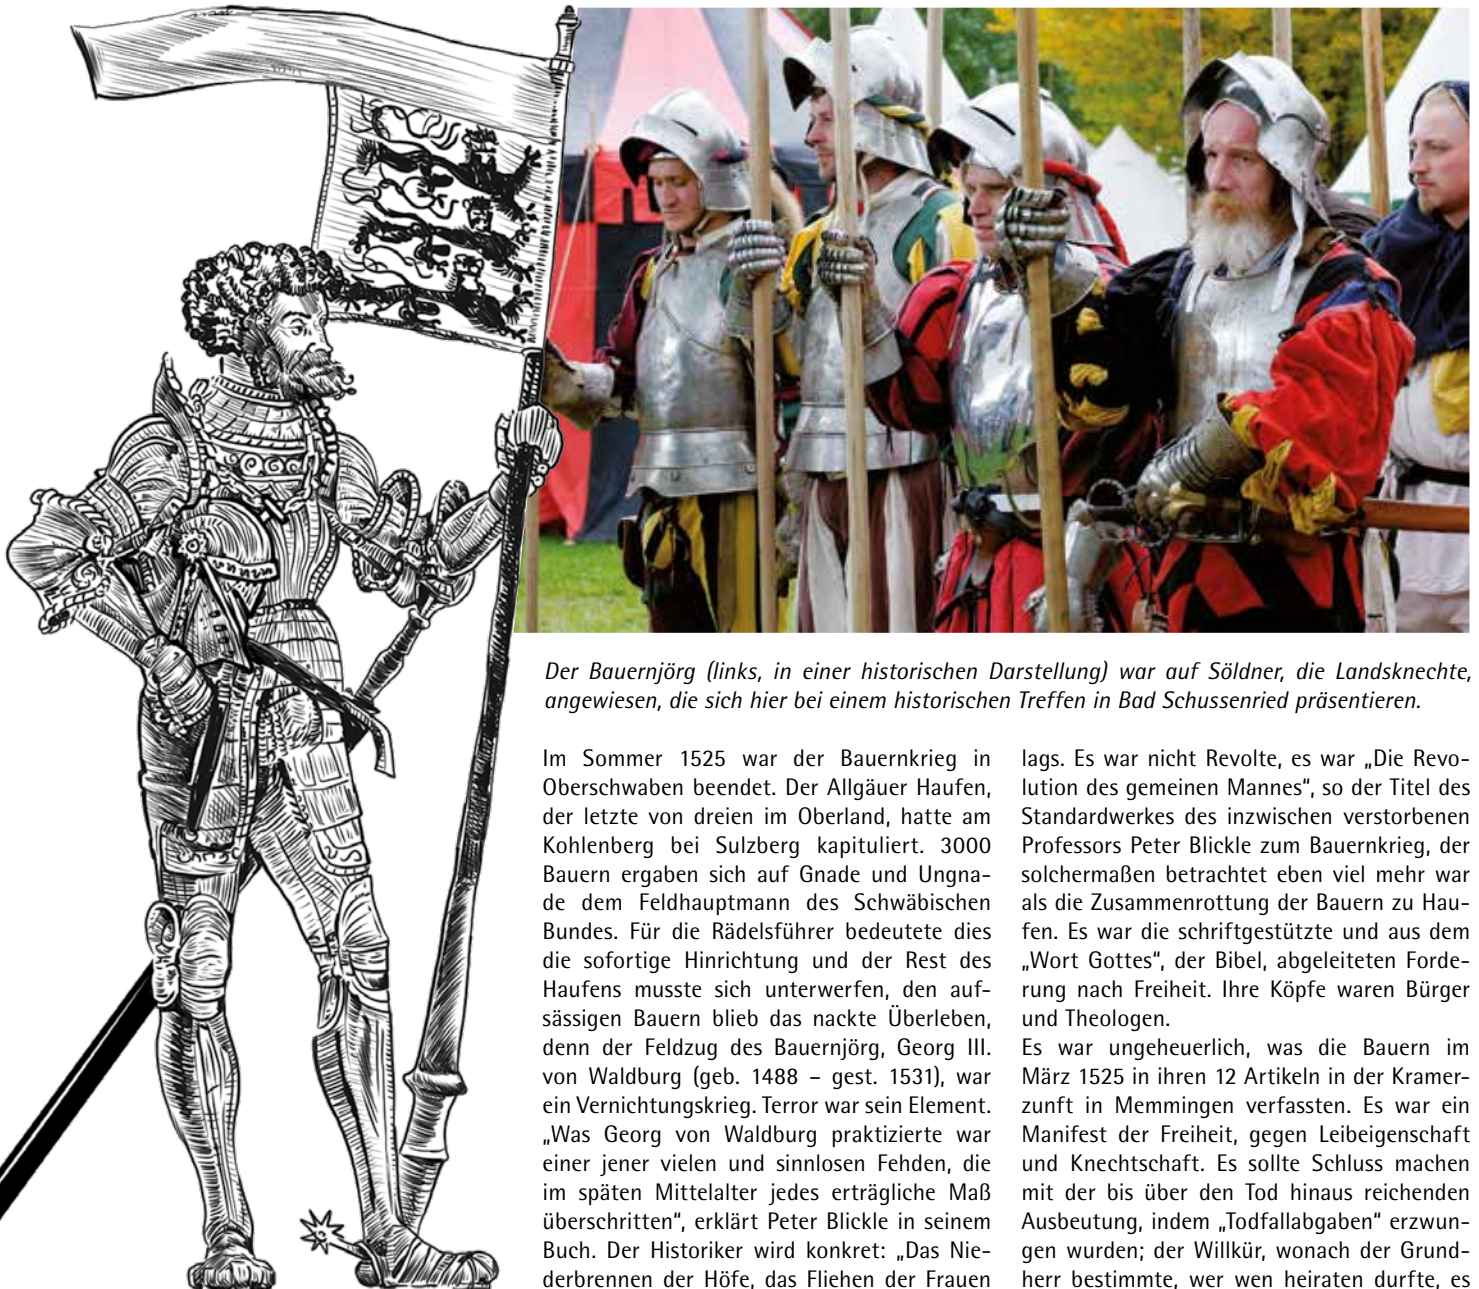 Der Bauernjörg (links, in einer historischen Darstellung) war auf Söldner, die Landsknechte,
angewiesen, die sich hier bei einem historischen Treffen in Bad Schussenried präsentieren.
Im Sommer 1525 war der Bauernkrieg in
Oberschwaben beendet. Der Allgäuer Haufen,
der letzte von dreien im Oberland, hatte am
Kohlenberg bei Sulzberg kapituliert. 3000
Bauern ergaben sich auf Gnade und Ungna-
de dem Feldhauptmann des Schwäbischen
Bundes. Für die Rädelsführer bedeutete dies
die sofortige Hinrichtung und der Rest des
Haufens musste sich unterwerfen, den auf-
sässigen Bauern blieb das nackte Überleben,
denn der Feldzug des Bauernjörg, Georg III.
von Waldburg (geb. 1488 – gest. 1531), war
ein Vernichtungskrieg. Terror war sein Element.
„Was Georg von Waldburg praktizierte war
einer jener vielen und sinnlosen Fehden, die
im späten Mittelalter jedes erträgliche Maß
überschritten“, erklärt Peter Blickle in seinem
Buch. Der Historiker wird konkret: „Das Nie-
derbrennen der Höfe, das Fliehen der Frauen
lags. Es war nicht Revolte, es war „Die Revo-
lution des gemeinen Mannes“, so der Titel des
Standardwerkes des inzwischen verstorbenen
Professors Peter Blickle zum Bauernkrieg, der
solchermaßen betrachtet eben viel mehr war
als die Zusammenrottung der Bauern zu Hau-
fen. Es war die schriftgestützte und aus dem
„Wort Gottes“, der Bibel, abgeleiteten Forde-
rung nach Freiheit. Ihre Köpfe waren Bürger
und Theologen.
Es war ungeheuerlich, was die Bauern im
März 1525 in ihren 12 Artikeln in der Kramer-
zunft in Memmingen verfassten. Es war ein
Manifest der Freiheit, gegen Leibeigenschaft
und Knechtschaft. Es sollte Schluss machen
mit der bis über den Tod hinaus reichenden
Ausbeutung, indem „Todfallabgaben“ erzwun-
gen wurden; der Willkür, wonach der Grund-
herr bestimmte, wer wen heiraten durfte, es